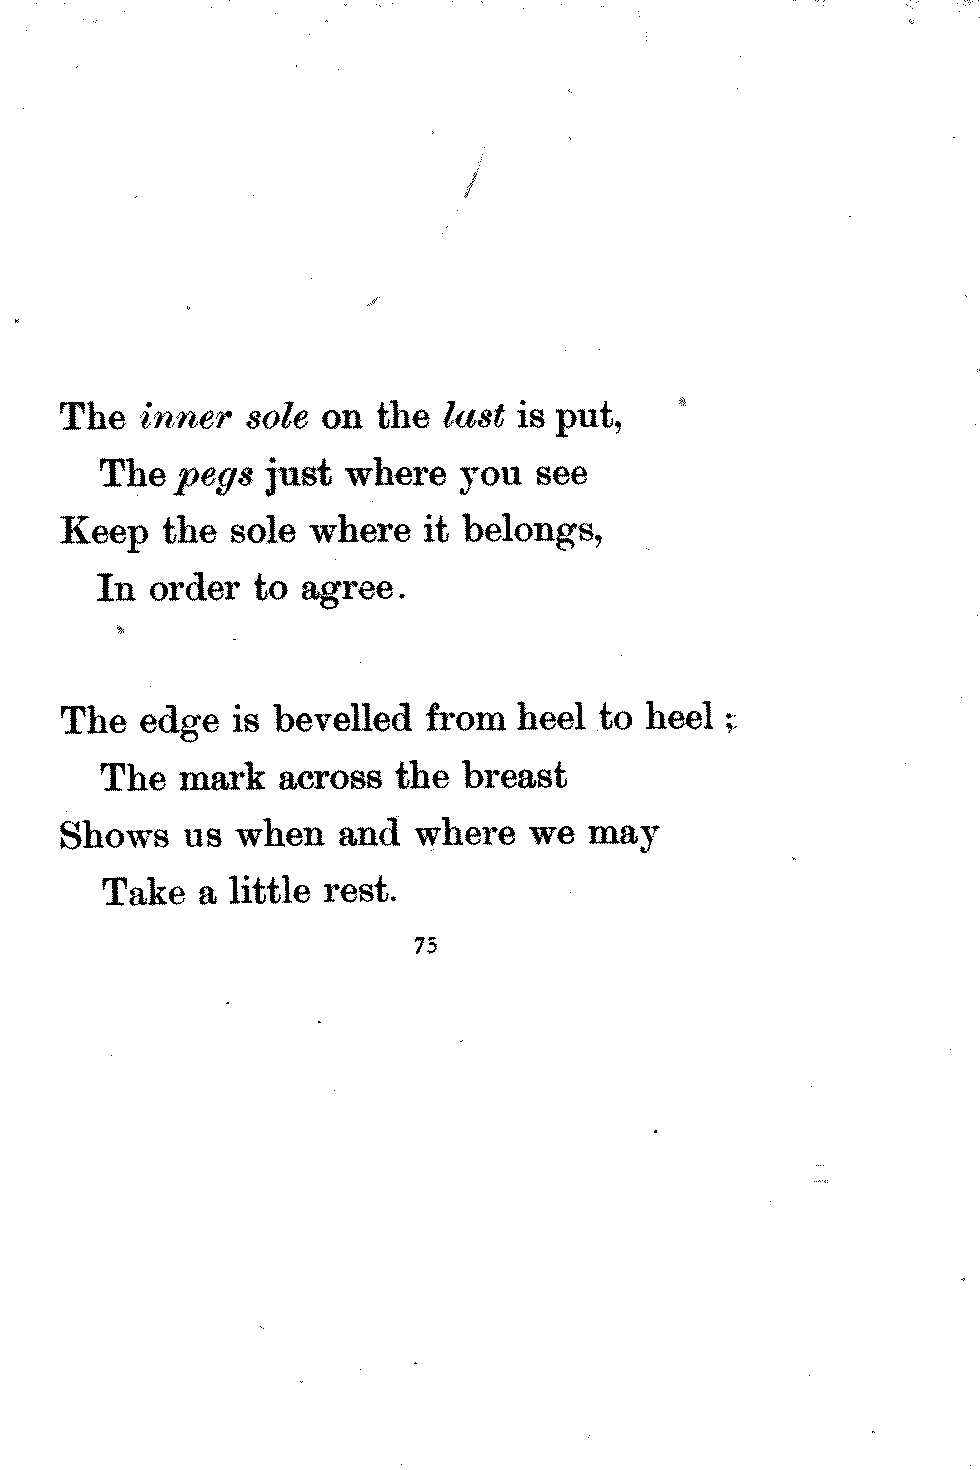 The inner sole on the last is put,
The pegs just where you see
Keep the sole where it belongs,
In order to agree.
The edge is bevelled from heel to heel ;
The mark across the breast
Shows us when and where we may
Take a little rest.
75